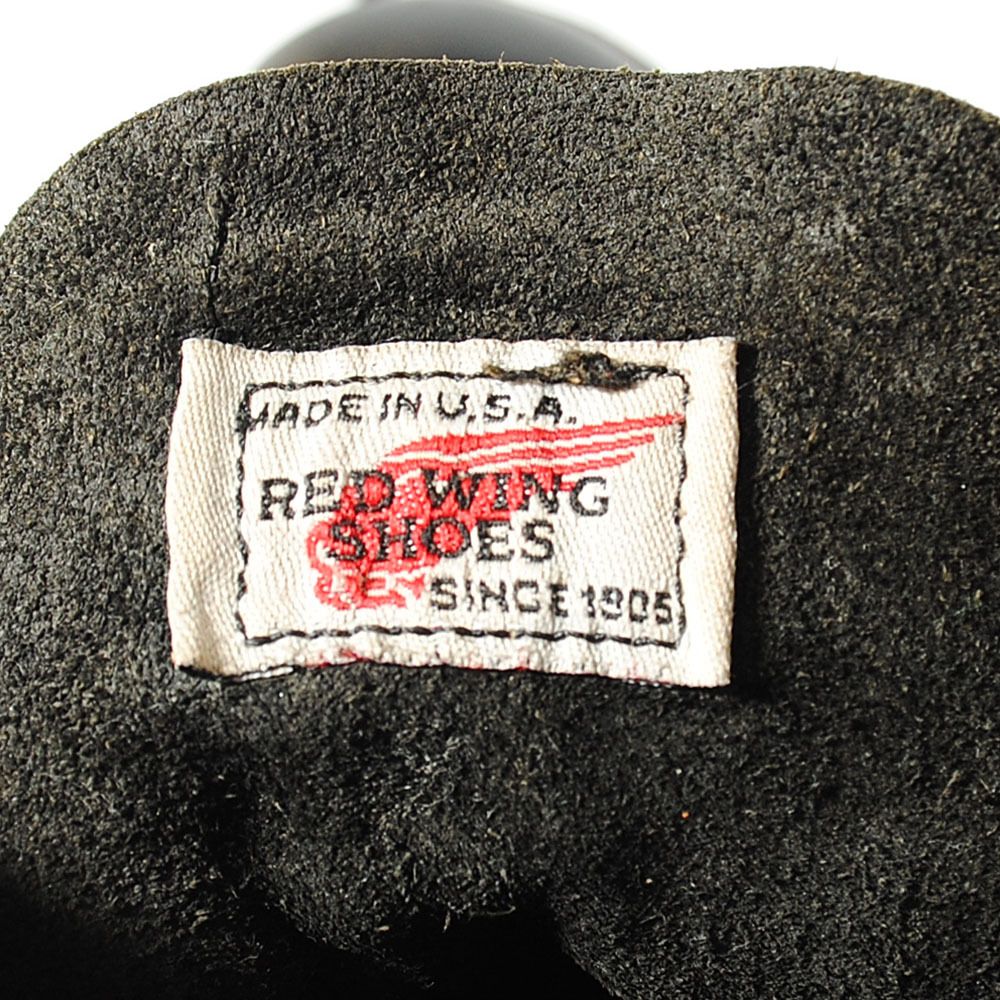 MADE IN U.S.A.
RED WING
SHOES
SINCE 1905